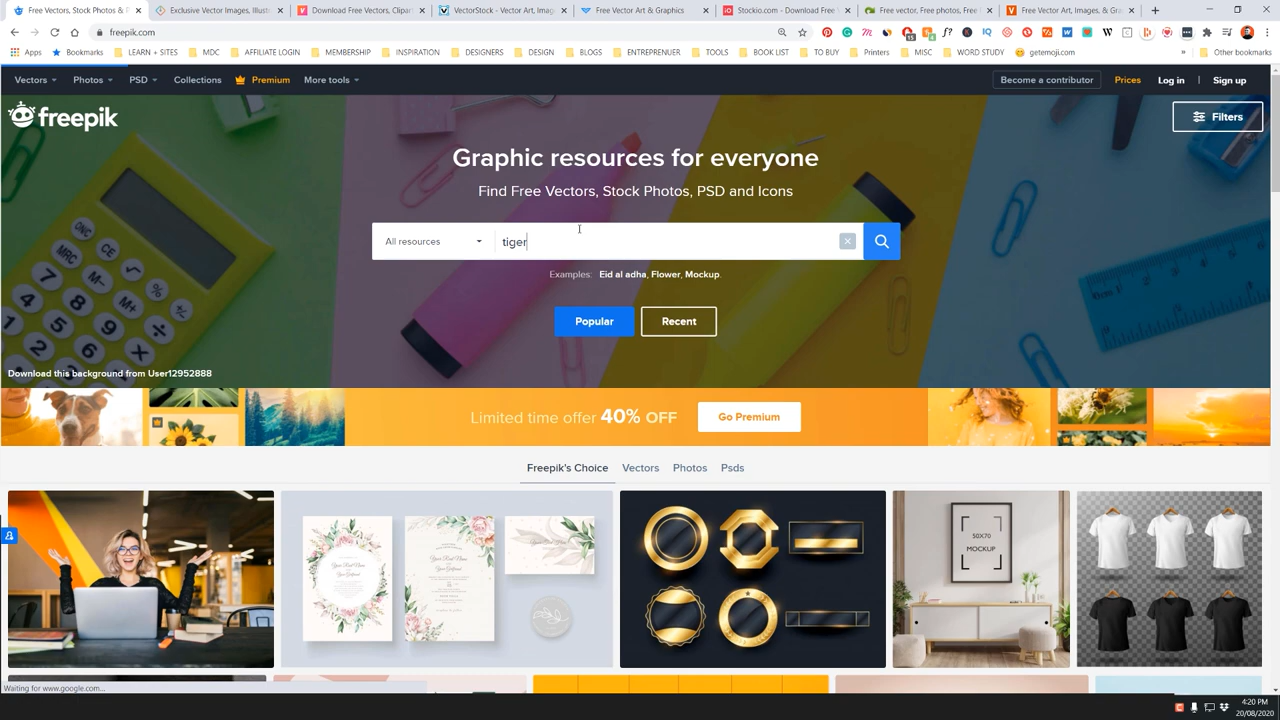 Free Vectors, Stock Photos & P
Exclusive Vector Images, Illustr
Download Free Vectors, Clipart
VectorStock - Vector Art, Image
Free Vector Art & Graphics
Stockio.com - Download Free
Free vector, Free photos, Free
Free Vector Art, Images, & Gra
freepik.com
Apps
Bookmarks
LEARN + SITES
MDC
AFFILIATE LOGIN
MEMBERSHIP
INSPIRATION
DESIGNERS
DESIGN
BLOGS
ENTREPRENUER
TOOLS
BOOK LIST
TO BUY
Printers
MISC
WORD STUDY
getemoji.com
»
Other bookmarks
Vectors
Photos
PSD
Collections
Premium
More tools
Become a contributor
Prices
Log in
Sign up
freepik
Filters
Graphic resources for everyone
Find Free Vectors, Stock Photos, PSD and Icons
All resources
tiger
Examples: Eid al adha, Flower, Mockup.
Popular
Recent
Download this background from User12952888
Limited time offer 40% OFF
Go Premium
Freepik's Choice
Vectors
Photos
Psds
50X70
MOCKUP
Waiting for www.google.com...
4:20 PM
20/08/2020